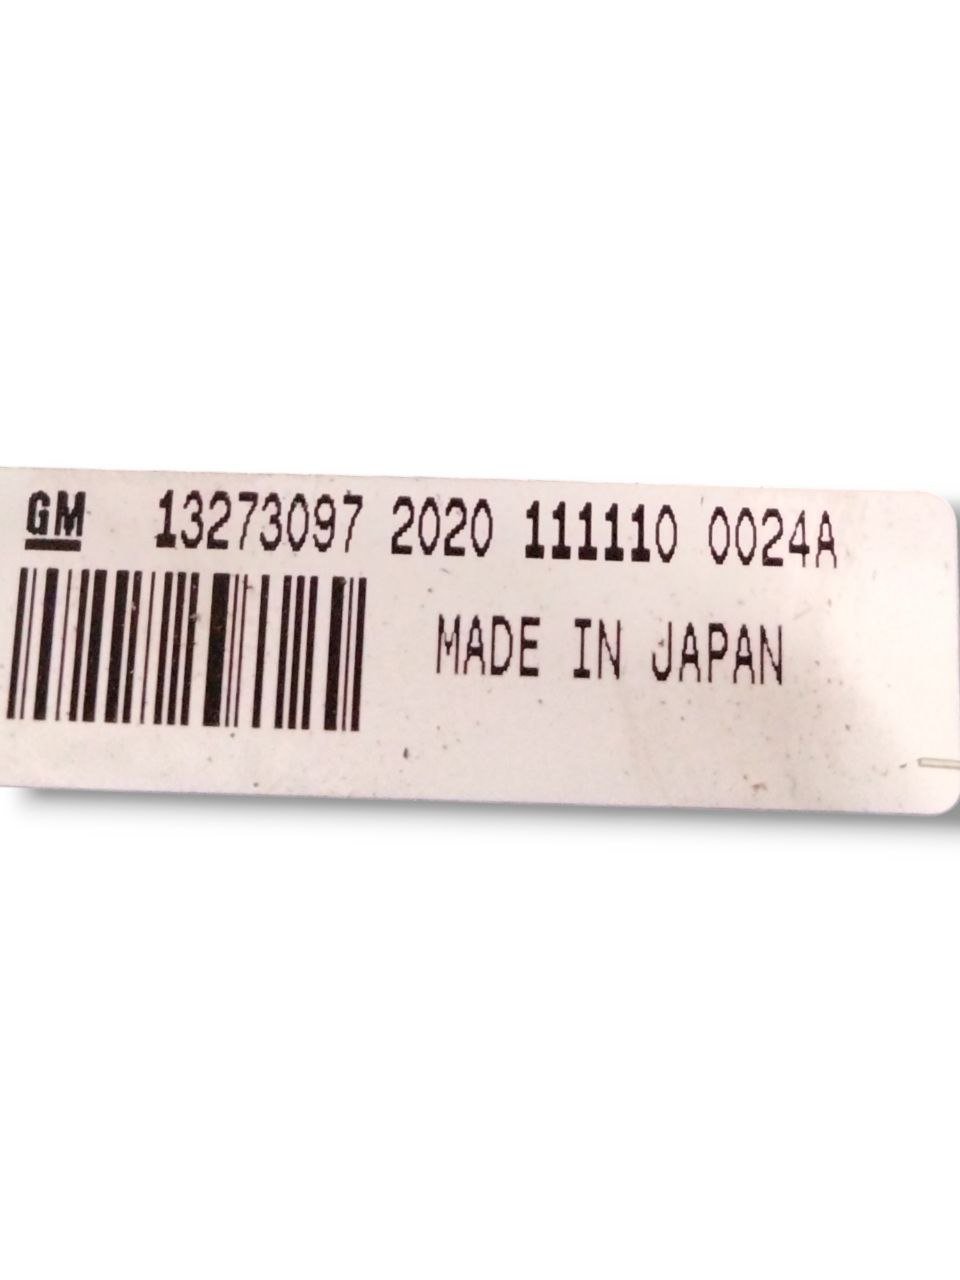 GM 13273097 2020 111110 0024A
MADE IN JAPAN